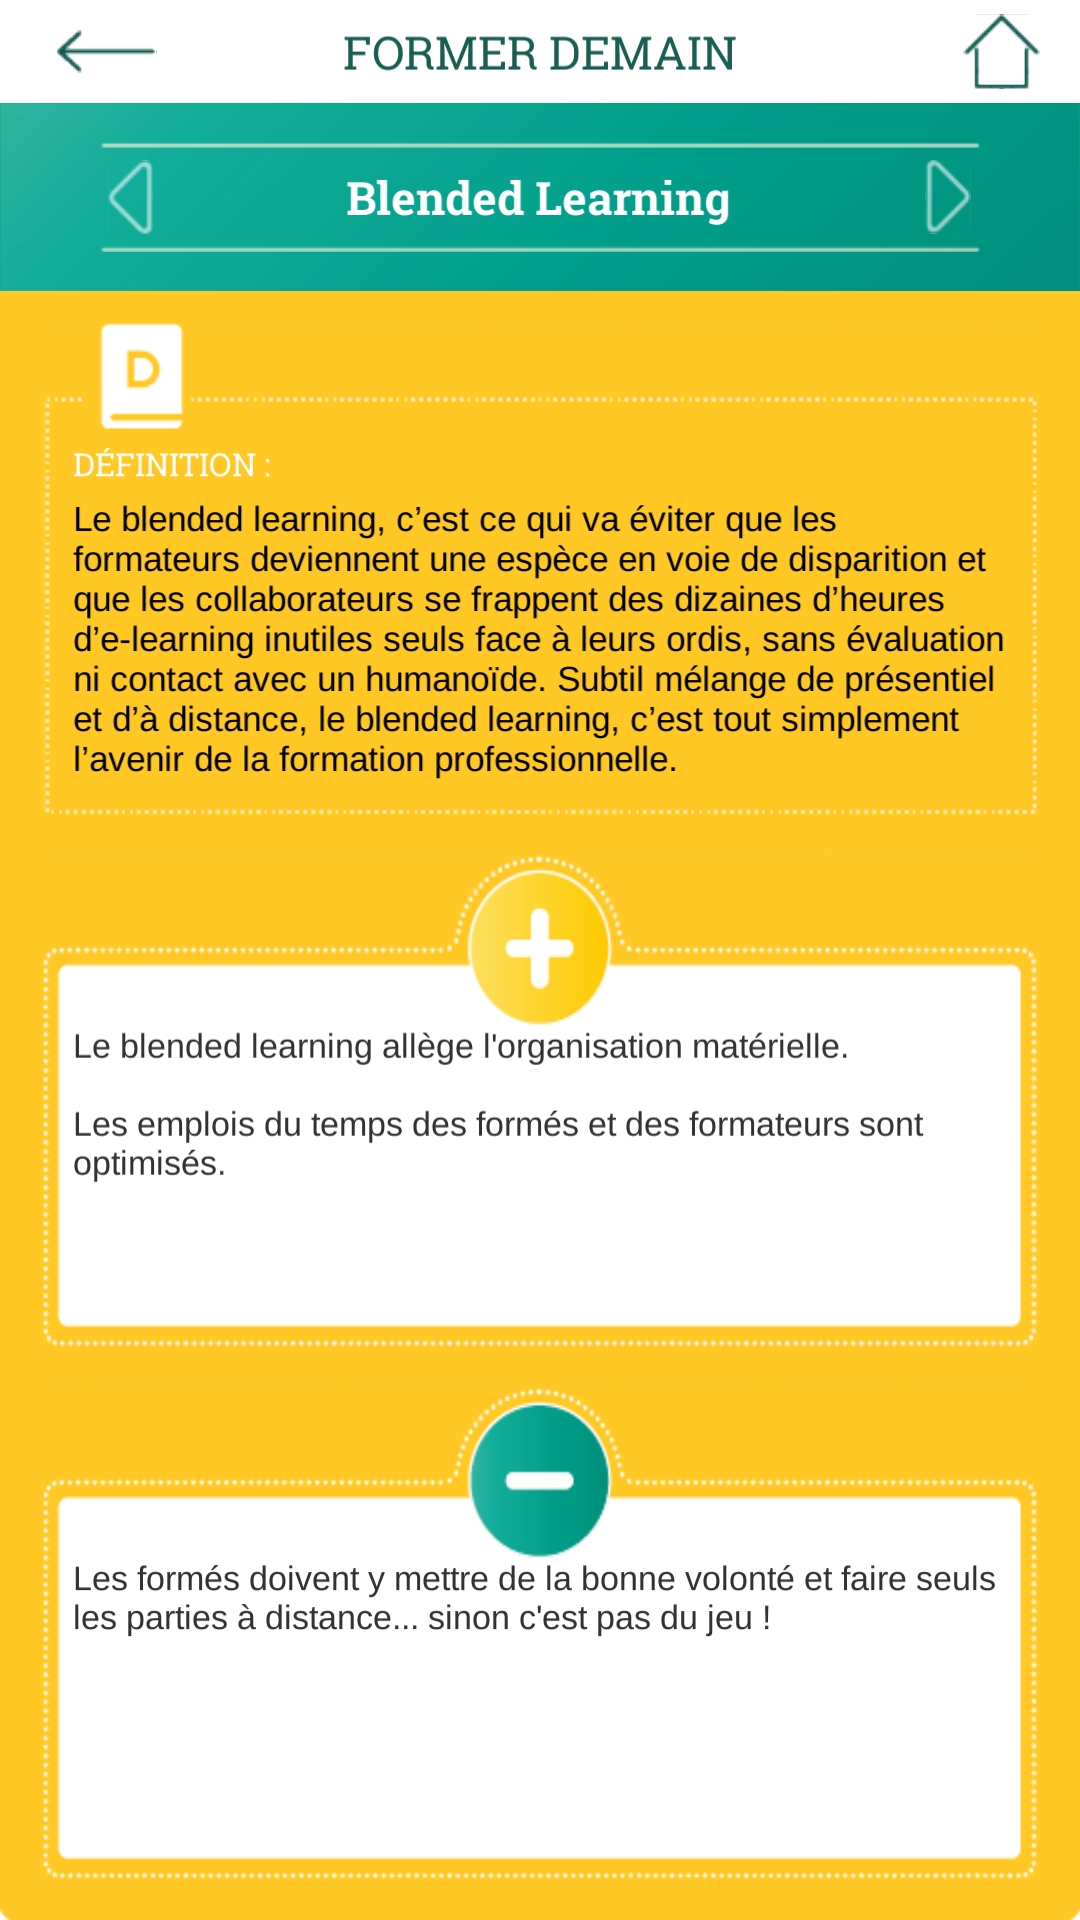 FORMER DEMAIN
Blended Learning
D
DÉFINITION :
Le blended learning, c’est ce qui va éviter que les
formateurs deviennent une espèce en voie de disparition et
que les collaborateurs se frappent des dizaines d’heures
d’e-learning inutiles seuls face à leurs ordis, sans évaluation
ni contact avec un humanoïde. Subtil mélange de présentiel
et d’à distance, le blended learning, c’est tout simplement
l’avenir de la formation professionnelle.
Le blended learning allège l'organisation matérielle.
Les emplois du temps des formés et des formateurs sont
optimisés.
Les formés doivent y mettre de la bonne volonté et faire seuls
les parties à distance... sinon c'est pas du jeu !